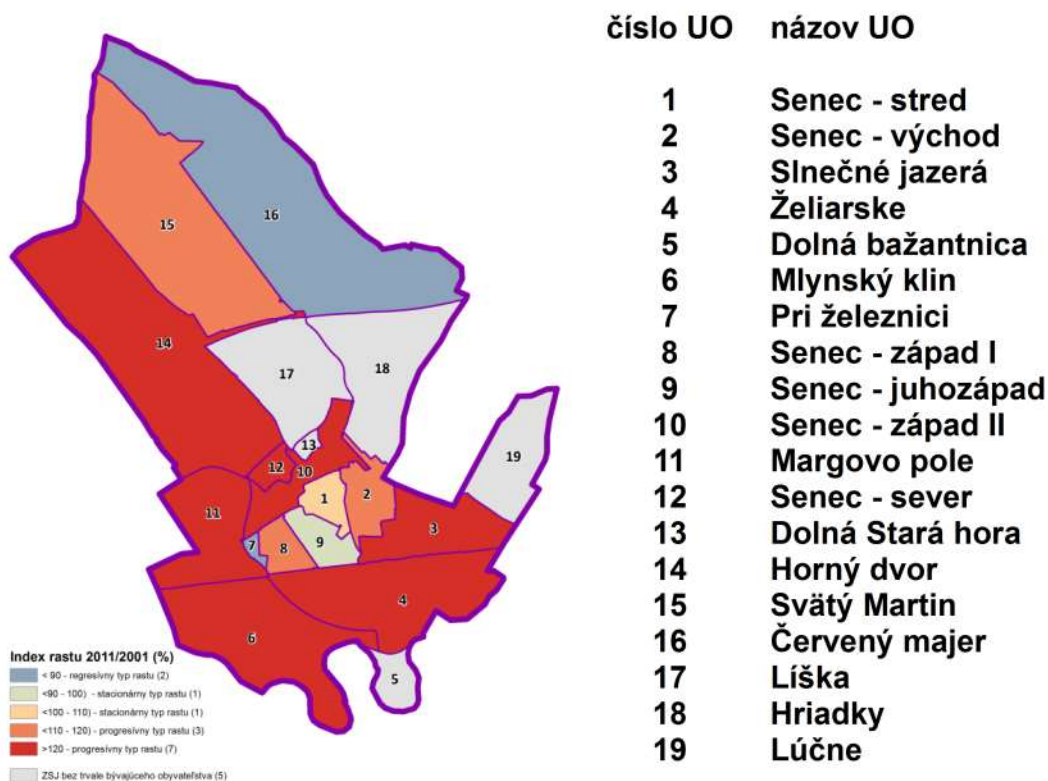 číslo UO názov UO
1 Senec - stred
2 Senec - východ
3 Slnečné jazerá
4 Želiarske
5 Dolná bažantnica
6 Mlynský klin
7 Pri železnici
8 Senec - západ I
9 Senec - juhozápad
10 Senec - západ II
11 Margovo pole
12 Senec - sever
13 Dolná Stará hora
14 Horný dvor
15 Svätý Martin
16 Červený majer
17 Líška
18 Hriadky
19 Lúčne
16
15
14
17
18
13
12
10
19
1
2
11
3
7
8
9
4
6
5
Index rastu 2011/2001 (%)
< 90 - regresívny typ rastu (2)
<90 - 100) - stacionárny typ rastu (1)
<100 - 110) - stacionárny typ rastu (1)
<110 - 120) - progresívny typ rastu (3)
>120 - progresívny typ rastu (7)
ZSJ bez trvale bývajúceho obyvateľstva (5)